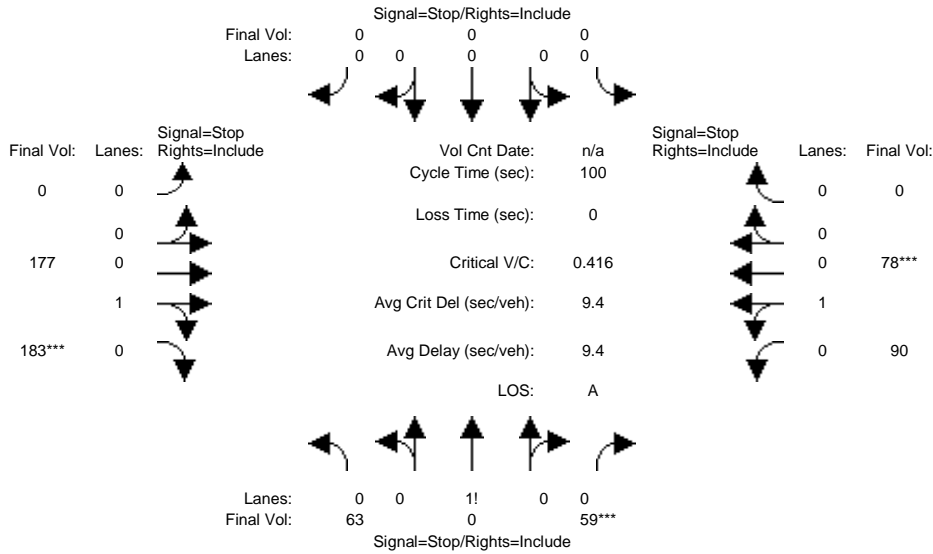 Signal=Stop/Rights=Include
Final Vol: 0 0 0
Lanes: 0 0 0 0 0
Signal=Stop
Final Vol: Lanes: Rights=Include
Vol Cnt Date: n/a
Signal=Stop
Rights=Include Lanes: Final Vol:
Cycle Time (sec): 100
0 0
0 0
Loss Time (sec): 0
0
0
177 0
Critical V/C: 0.416
0 78***
1
Avg Crit Del (sec/veh): 9.4
1
183*** 0
Avg Delay (sec/veh): 9.4
0 90
LOS: A
Lanes: 0 0 1! 0 0
Final Vol: 63 0 59***
Signal=Stop/Rights=Include